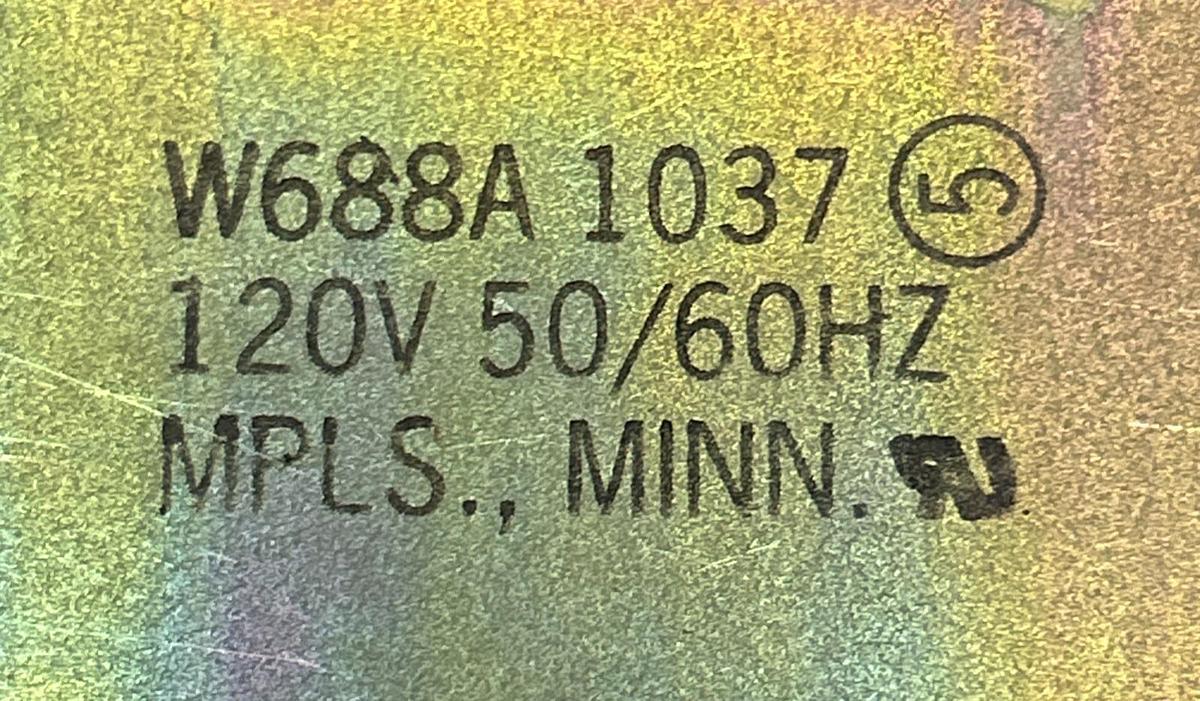 W688A 1037 5
120V 50/60HZ
MPLS., MINN.